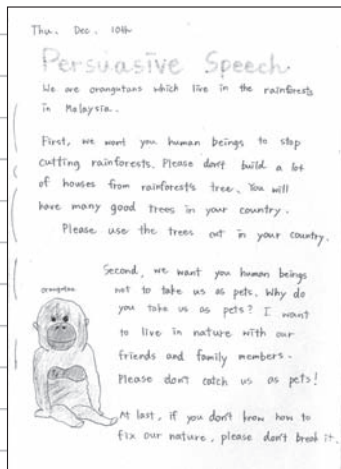 Thu. Dec. 10th
Persuasive Speech
We are orangutans which live in the rainforests
in Malaysia.
First, we want you human beings to stop
cutting rainforests. Please don't build a lot
of houses from rainforests tree. You will
have many good trees in your country.
Please use the trees cut in your country.
Second, we want you human beings
not to take us as pets. Why do
you take us as pets? I want
to live in nature with our
friends and family members.
Please don't catch us as pets!
orangutan
At last, if you don't know how to
fix our nature, please don't break it.